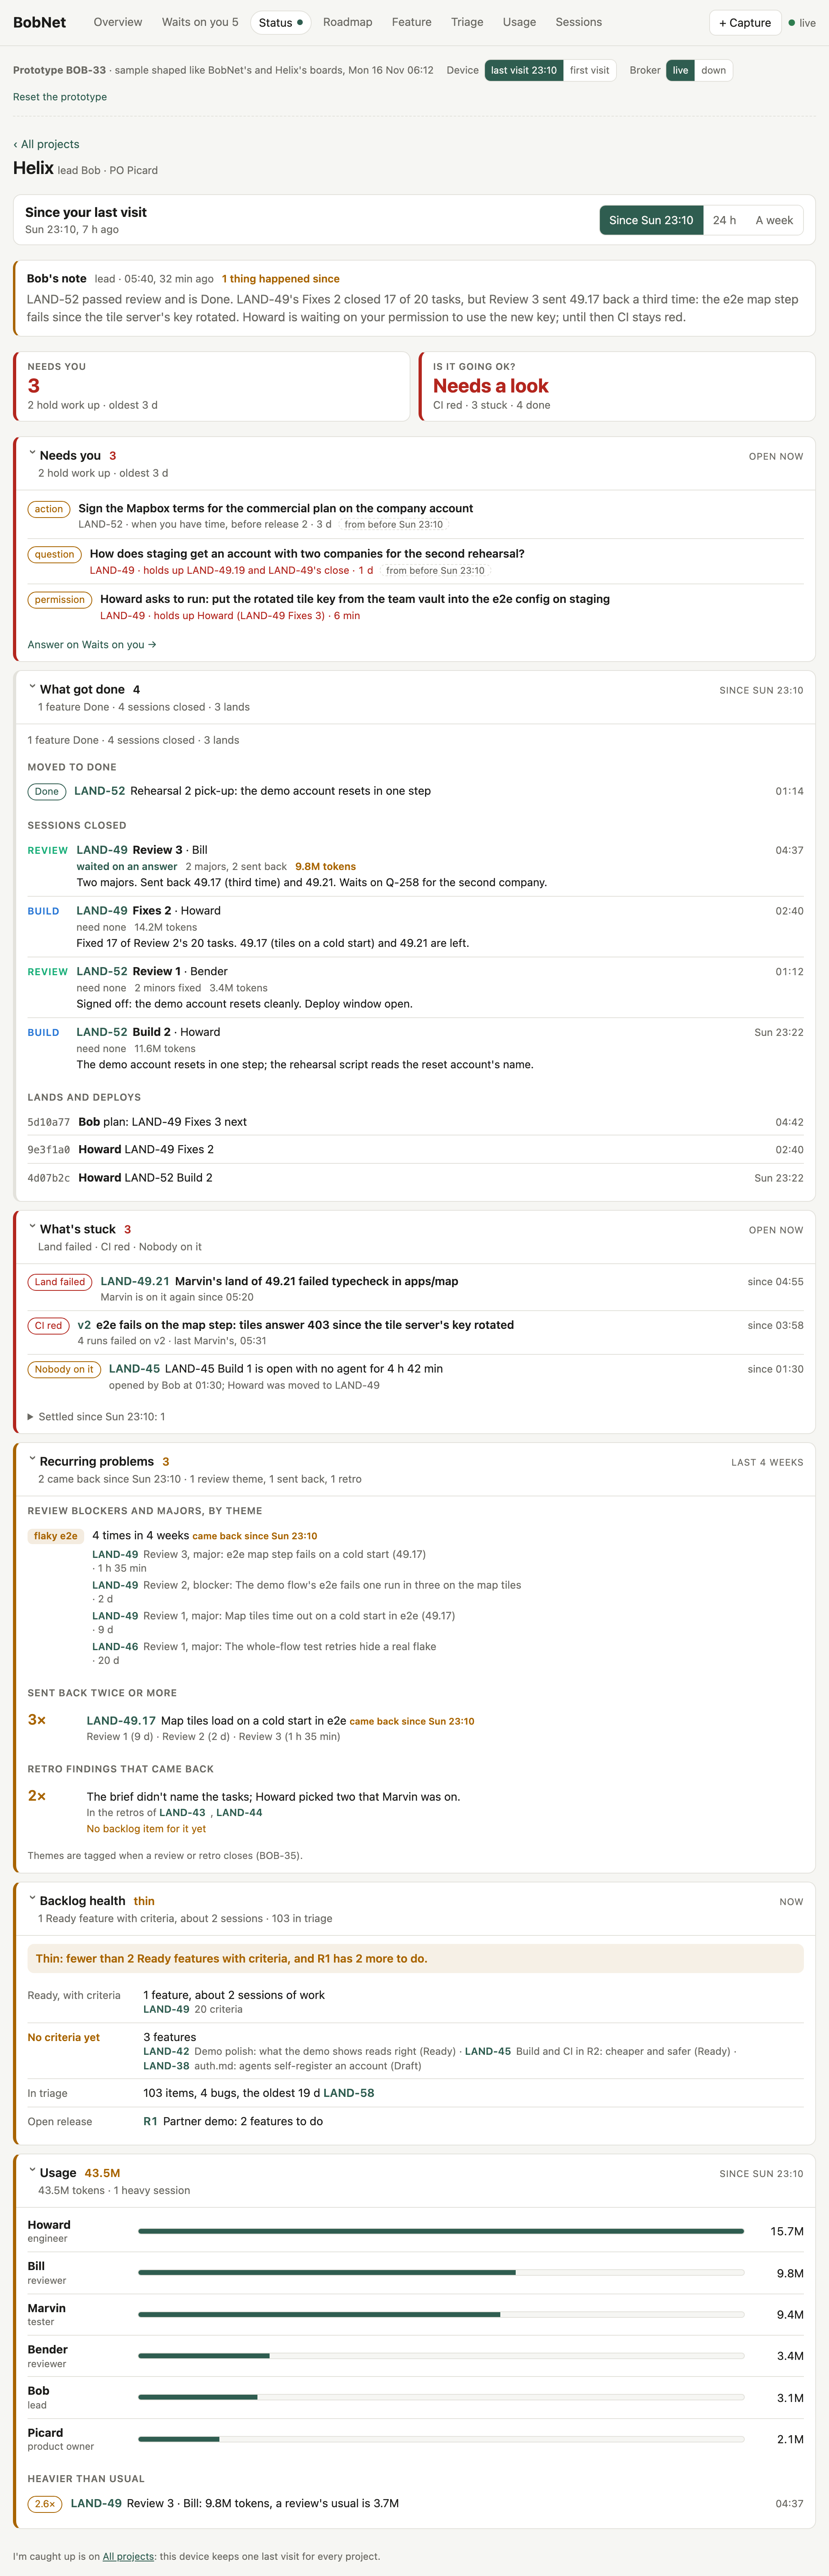 BobNet Overview Waits on you 5 Status Roadmap Feature Triage Usage Sessions + Capture live
Prototype BOB-33 · sample shaped like BobNet's and Helix's boards, Mon 16 Nov 06:12 Device last visit 23:10 first visit Broker live down
Reset the prototype
‹ All projects
Helix lead Bob · PO Picard
Since your last visit
Sun 23:10, 7 h ago
Since Sun 23:10 24 h A week
Bob's note lead · 05:40, 32 min ago 1 thing happened since
LAND-52 passed review and is Done. LAND-49's Fixes 2 closed 17 of 20 tasks, but Review 3 sent 49.17 back a third time: the e2e map step
fails since the tile server's key rotated. Howard is waiting on your permission to use the new key; until then CI stays red.
NEEDS YOU
3
2 hold work up · oldest 3 d
IS IT GOING OK?
Needs a look
CI red · 3 stuck · 4 done
Needs you 3 OPEN NOW
2 hold work up · oldest 3 d
action Sign the Mapbox terms for the commercial plan on the company account
LAND-52 · when you have time, before release 2 · 3 d from before Sun 23:10
question How does staging get an account with two companies for the second rehearsal?
LAND-49 · holds up LAND-49.19 and LAND-49's close · 1 d from before Sun 23:10
permission Howard asks to run: put the rotated tile key from the team vault into the e2e config on staging
LAND-49 · holds up Howard (LAND-49 Fixes 3) · 6 min
Answer on Waits on you →
What got done 4 SINCE SUN 23:10
1 feature Done · 4 sessions closed · 3 lands
1 feature Done · 4 sessions closed · 3 lands
MOVED TO DONE
Done LAND-52 Rehearsal 2 pick-up: the demo account resets in one step 01:14
SESSIONS CLOSED
REVIEW LAND-49 Review 3 · Bill 04:37
waited on an answer 2 majors, 2 sent back 9.8M tokens
Two majors. Sent back 49.17 (third time) and 49.21. Waits on Q-258 for the second company.
BUILD LAND-49 Fixes 2 · Howard 02:40
need none 14.2M tokens
Fixed 17 of Review 2's 20 tasks. 49.17 (tiles on a cold start) and 49.21 are left.
REVIEW LAND-52 Review 1 · Bender 01:12
need none 2 minors fixed 3.4M tokens
Signed off: the demo account resets cleanly. Deploy window open.
BUILD LAND-52 Build 2 · Howard Sun 23:22
need none 11.6M tokens
The demo account resets in one step; the rehearsal script reads the reset account's name.
LANDS AND DEPLOYS
5d10a77 Bob plan: LAND-49 Fixes 3 next 04:42
9e3f1a0 Howard LAND-49 Fixes 2 02:40
4d07b2c Howard LAND-52 Build 2 Sun 23:22
What's stuck 3 OPEN NOW
Land failed · CI red · Nobody on it
Land failed LAND-49.21 Marvin's land of 49.21 failed typecheck in apps/map since 04:55
Marvin is on it again since 05:20
CI red v2 e2e fails on the map step: tiles answer 403 since the tile server's key rotated since 03:58
4 runs failed on v2 · last Marvin's, 05:31
Nobody on it LAND-45 LAND-45 Build 1 is open with no agent for 4 h 42 min since 01:30
opened by Bob at 01:30; Howard was moved to LAND-49
▶ Settled since Sun 23:10: 1
Recurring problems 3 LAST 4 WEEKS
2 came back since Sun 23:10 · 1 review theme, 1 sent back, 1 retro
REVIEW BLOCKERS AND MAJORS, BY THEME
flaky e2e 4 times in 4 weeks came back since Sun 23:10
LAND-49 Review 3, major: e2e map step fails on a cold start (49.17)
· 1 h 35 min
LAND-49 Review 2, blocker: The demo flow's e2e fails one run in three on the map tiles
· 2 d
LAND-49 Review 1, major: Map tiles time out on a cold start in e2e (49.17)
· 9 d
LAND-46 Review 1, major: The whole-flow test retries hide a real flake
· 20 d
SENT BACK TWICE OR MORE
3× LAND-49.17 Map tiles load on a cold start in e2e came back since Sun 23:10
Review 1 (9 d) · Review 2 (2 d) · Review 3 (1 h 35 min)
RETRO FINDINGS THAT CAME BACK
2× The brief didn't name the tasks; Howard picked two that Marvin was on.
In the retros of LAND-43 , LAND-44
No backlog item for it yet
Themes are tagged when a review or retro closes (BOB-35).
Backlog health thin NOW
1 Ready feature with criteria, about 2 sessions · 103 in triage
Thin: fewer than 2 Ready features with criteria, and R1 has 2 more to do.
Ready, with criteria 1 feature, about 2 sessions of work
LAND-49 20 criteria
No criteria yet 3 features
LAND-42 Demo polish: what the demo shows reads right (Ready) · LAND-45 Build and CI in R2: cheaper and safer (Ready) ·
LAND-38 auth.md: agents self-register an account (Draft)
In triage 103 items, 4 bugs, the oldest 19 d LAND-58
Open release R1 Partner demo: 2 features to do
Usage 43.5M SINCE SUN 23:10
43.5M tokens · 1 heavy session
Howard 15.7M
engineer
Bill 9.8M
reviewer
Marvin 9.4M
tester
Bender 3.4M
reviewer
Bob 3.1M
lead
Picard 2.1M
product owner
HEAVIER THAN USUAL
2.6× LAND-49 Review 3 · Bill: 9.8M tokens, a review's usual is 3.7M 04:37
I'm caught up is on All projects: this device keeps one last visit for every project.